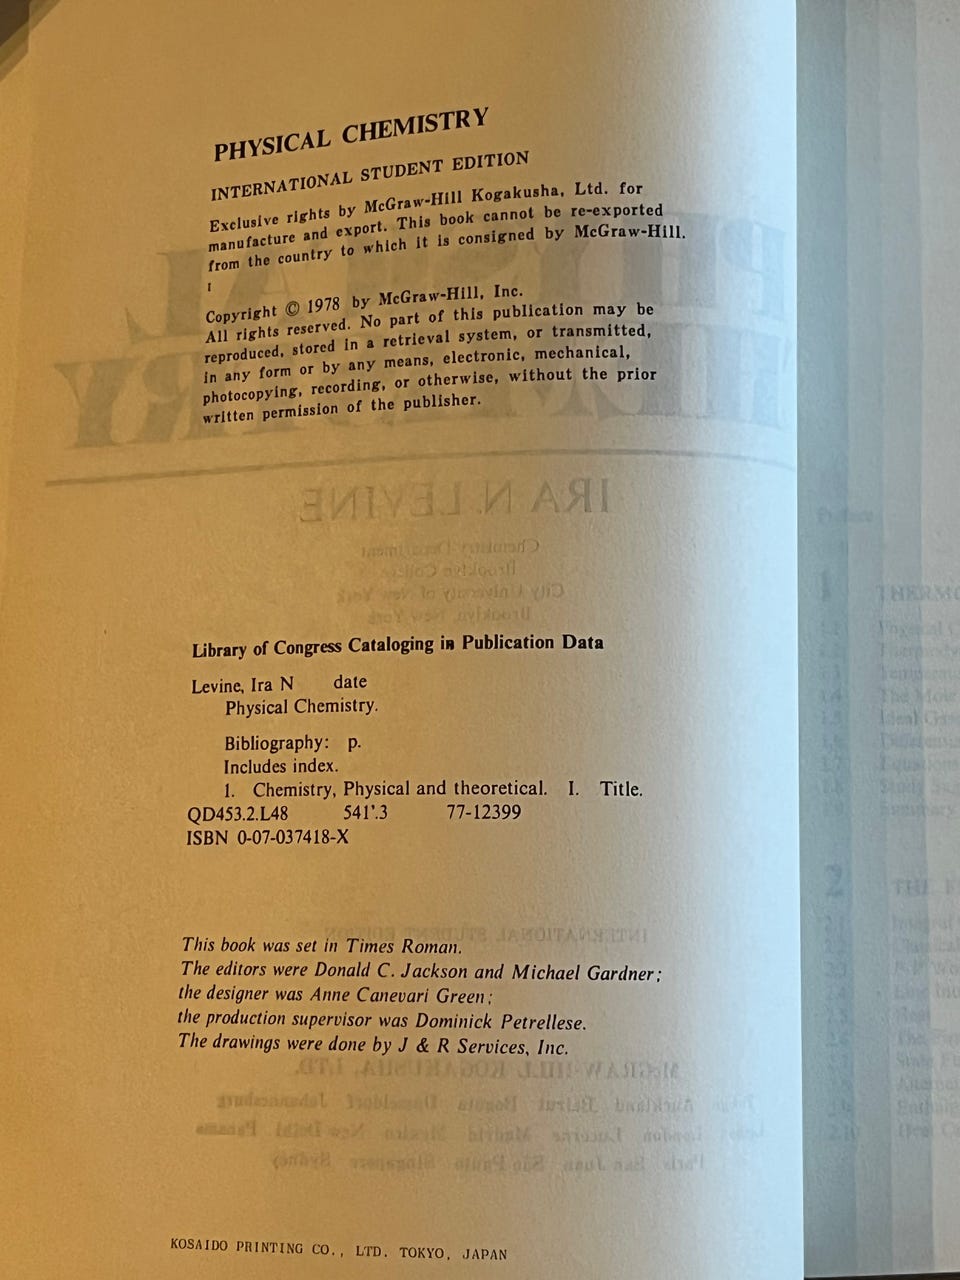 PHYSICAL CHEMISTRY
INTERNATIONAL STUDENT EDITION
Exclusive rights by McGraw-Hill Kogakusha, Ltd. for
manufacture and export. This book cannot be re-exported
from the country to which it is consigned by McGraw-Hill.
I
Copyright © 1978 by McGraw-Hill, Inc.
All rights reserved. No part of this publication may be
reproduced, stored in a retrieval system, or transmitted,
in any form or by any means, electronic, mechanical,
photocopying, recording, or otherwise, without the prior
written permission of the publisher.
IRA N. LEVINE
Library of Congress Cataloging in Publication Data
Levine, Ira N date
Physical Chemistry.
Bibliography: p.
Includes index.
1. Chemistry, Physical and theoretical. I. Title.
QD453.2.L48 541'.3 77-12399
ISBN 0-07-037418-X
This book was set in Times Roman.
The editors were Donald C. Jackson and Michael Gardner;
the designer was Anne Canevari Green;
the production supervisor was Dominick Petrellese.
The drawings were done by J & R Services, Inc.
KOSAIDO PRINTING CO., LTD. TOKYO, JAPAN